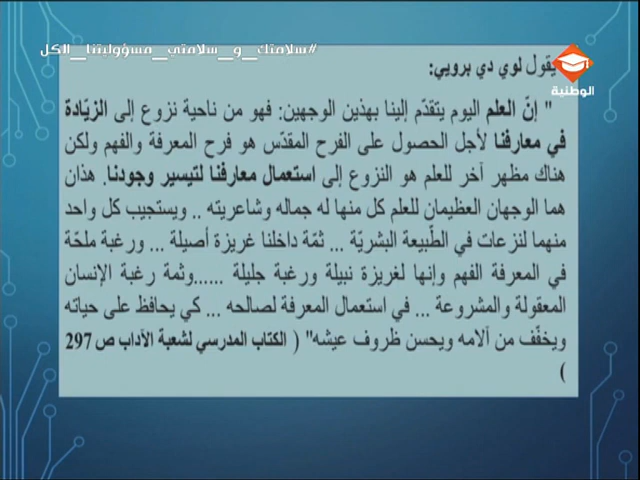 #سلامتك_و_سلامتي_مسؤوليتنا_الكل
يقول لوي دي برويي:
الوطنية
" إنّ العلم اليوم يتقدّم إلينا بهذين الوجهين: فهو من ناحية نزوع إلى الزيّادة
في معارفنا لأجل الحصول على الفرح المقدّس هو فرح المعرفة والفهم ولكن
هناك مظهر آخر للعلم هو النزوع إلى استعمال معارفنا لتيسير وجودنا. هذان
هما الوجهان العظيمان للعلم كل منها له جماله وشاعريته .. ويستجيب كل واحد
منهما لنزعات في الطّبيعة البشريّة ... ثمّة داخلنا غريزة أصيلة ... ورغبة ملحّة
في المعرفة الفهم وإنها لغريزة نبيلة ورغبة جليلة ......وثمة رغبة الإنسان
المعقولة والمشروعة ... في استعمال المعرفة لصالحه ... كي يحافظ على حياته
ويخفّف من آلامه ويحسن ظروف عيشه" ( الكتاب المدرسي لشعبة الآداب ص 297
)